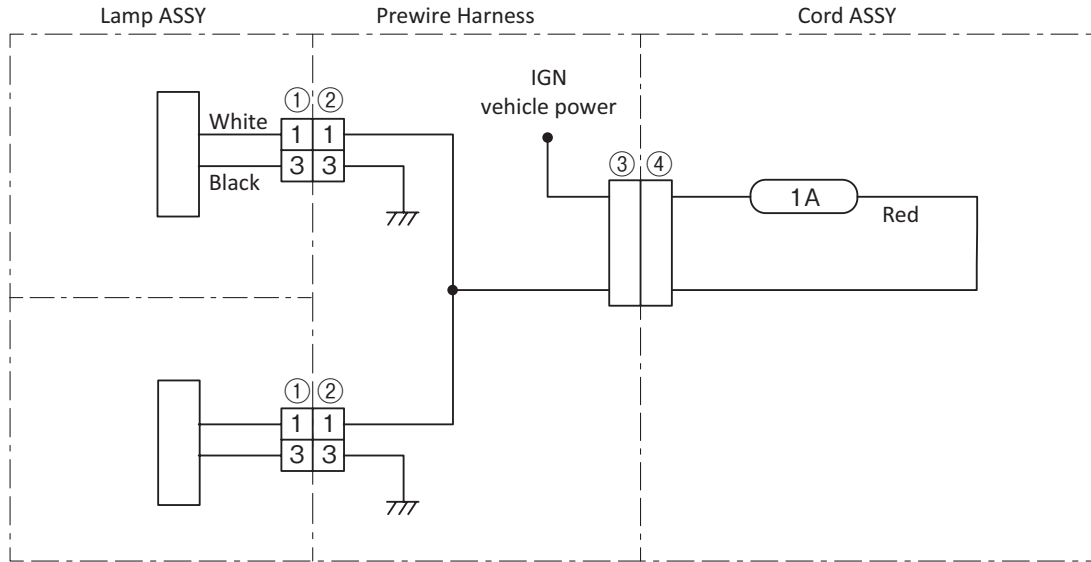 Lamp ASSY
Prewire Harness
Cord ASSY
IGN
vehicle power
① ②
White
1 1
3 3
Black
③ ④
1A
Red
① ②
1 1
3 3